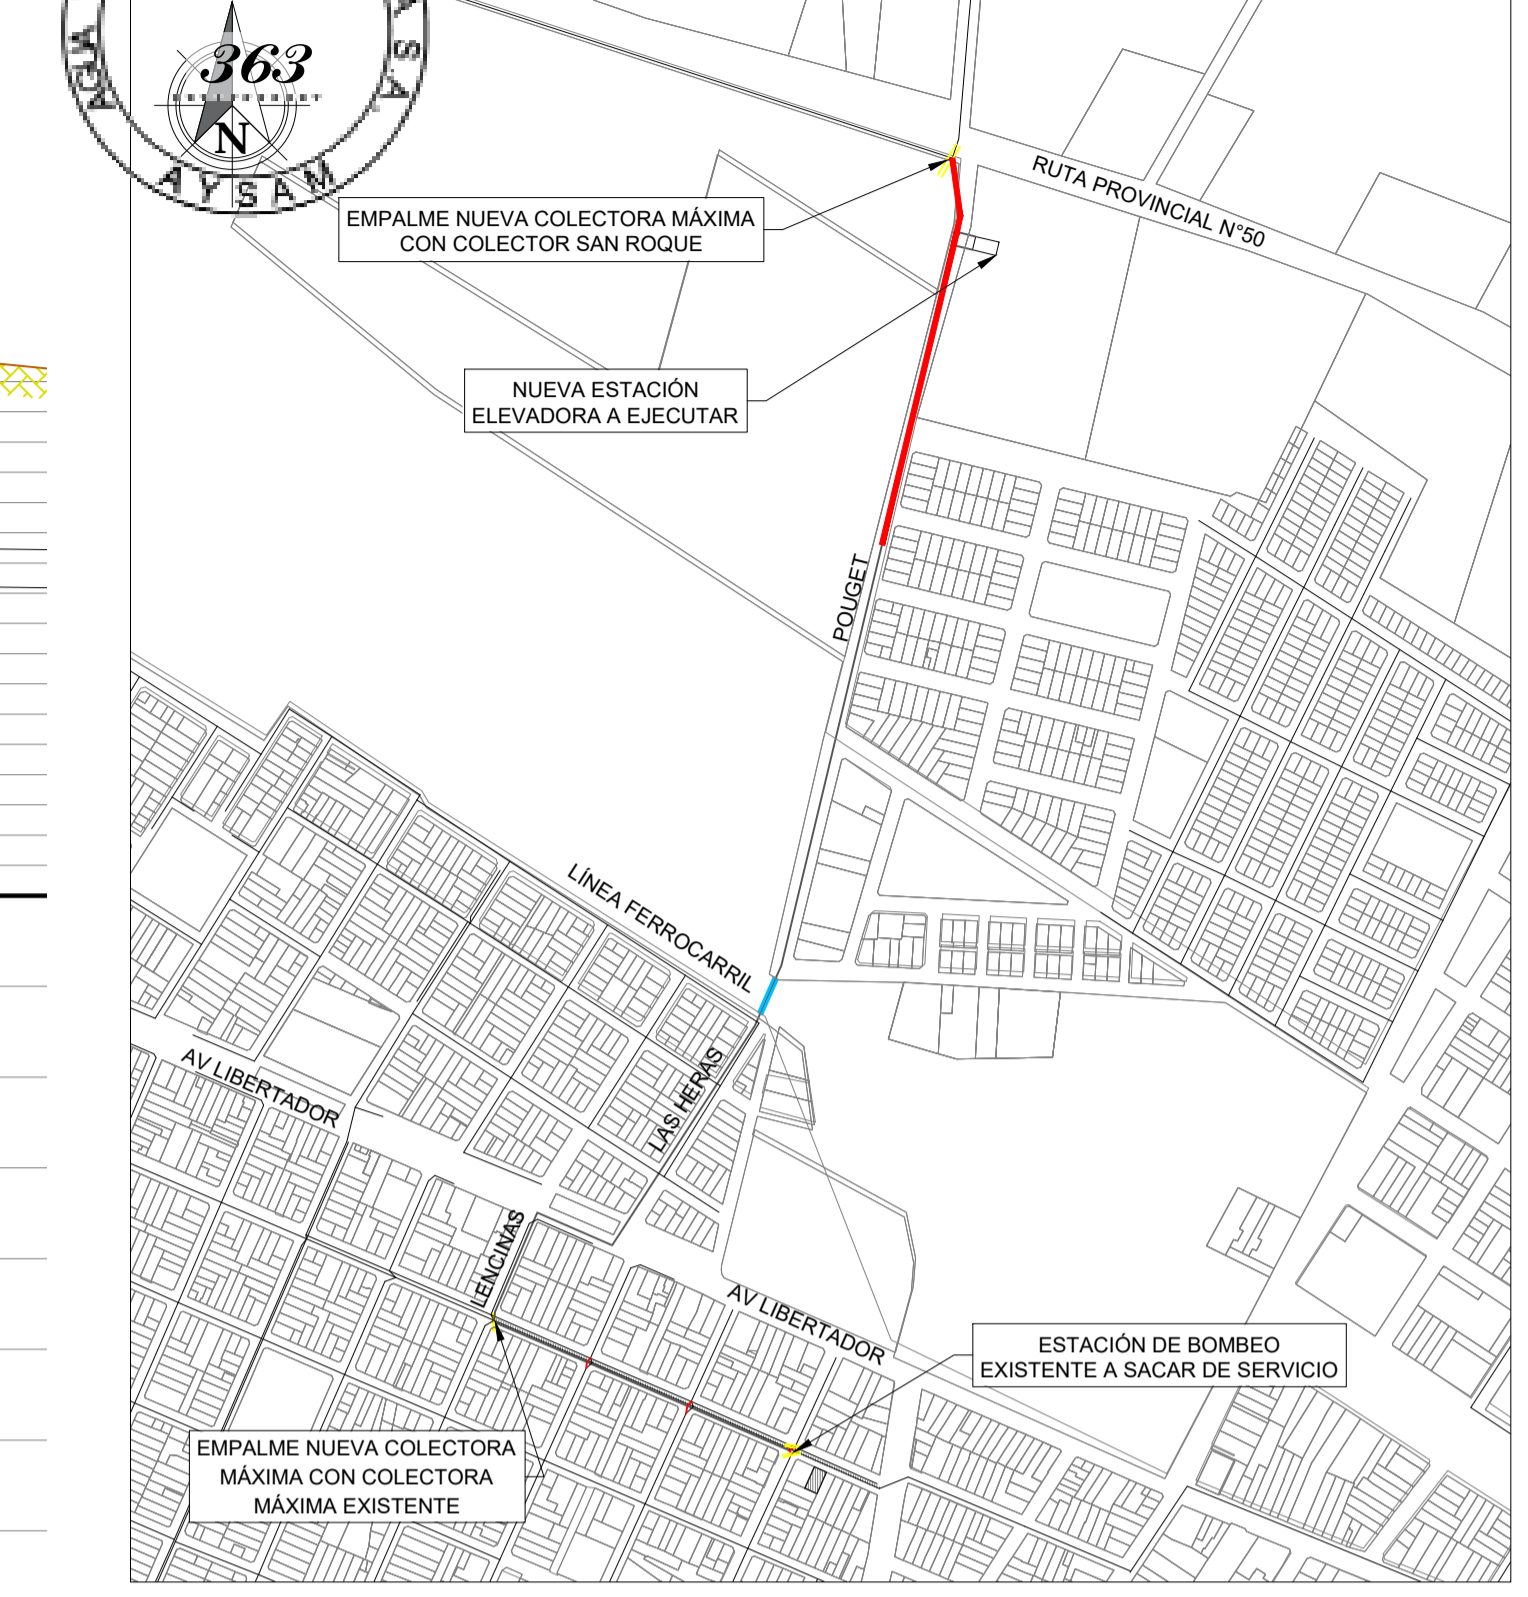 363
N
AYSAM
EMPALME NUEVA COLECTORA MÁXIMA
CON COLECTOR SAN ROQUE
RUTA PROVINCIAL N°50
NUEVA ESTACIÓN
ELEVADORA A EJECUTAR
POUGET
LÍNEA FERROCARRIL
LAS HERAS
AV LIBERTADOR
LENCINAS
AV LIBERTADOR
ESTACIÓN DE BOMBEO
EXISTENTE A SACAR DE SERVICIO
EMPALME NUEVA COLECTORA
MÁXIMA CON COLECTORA
MÁXIMA EXISTENTE